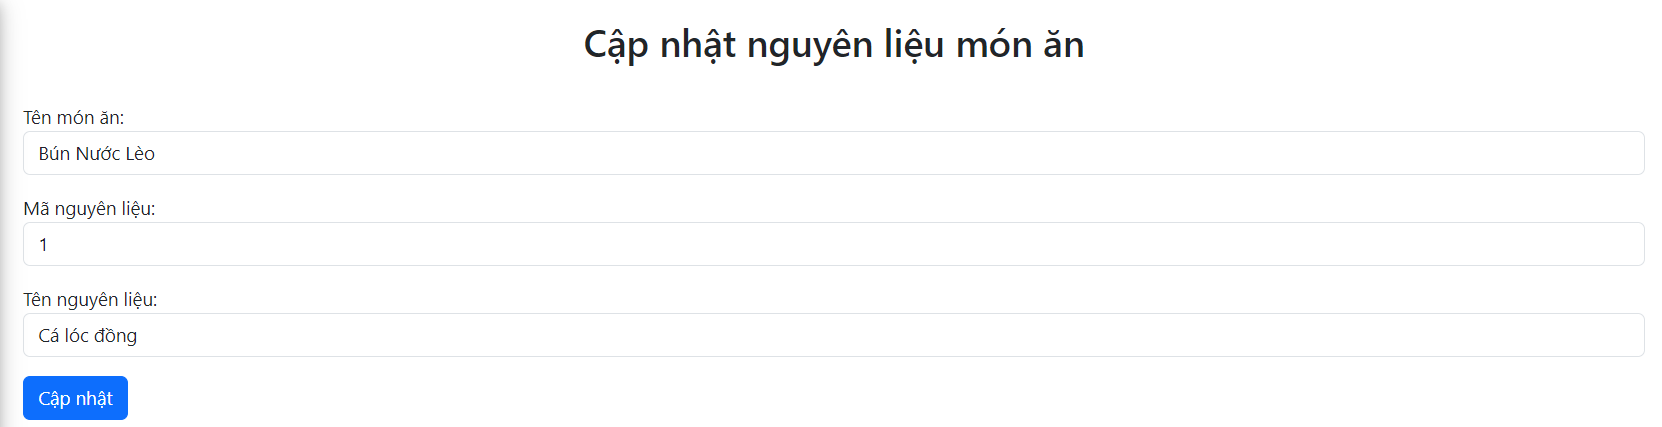 Cập nhật nguyên liệu món ăn
Tên món ăn:
Bún Nước Lèo
Mã nguyên liệu:
1
Tên nguyên liệu:
Cá lóc đồng
Cập nhật